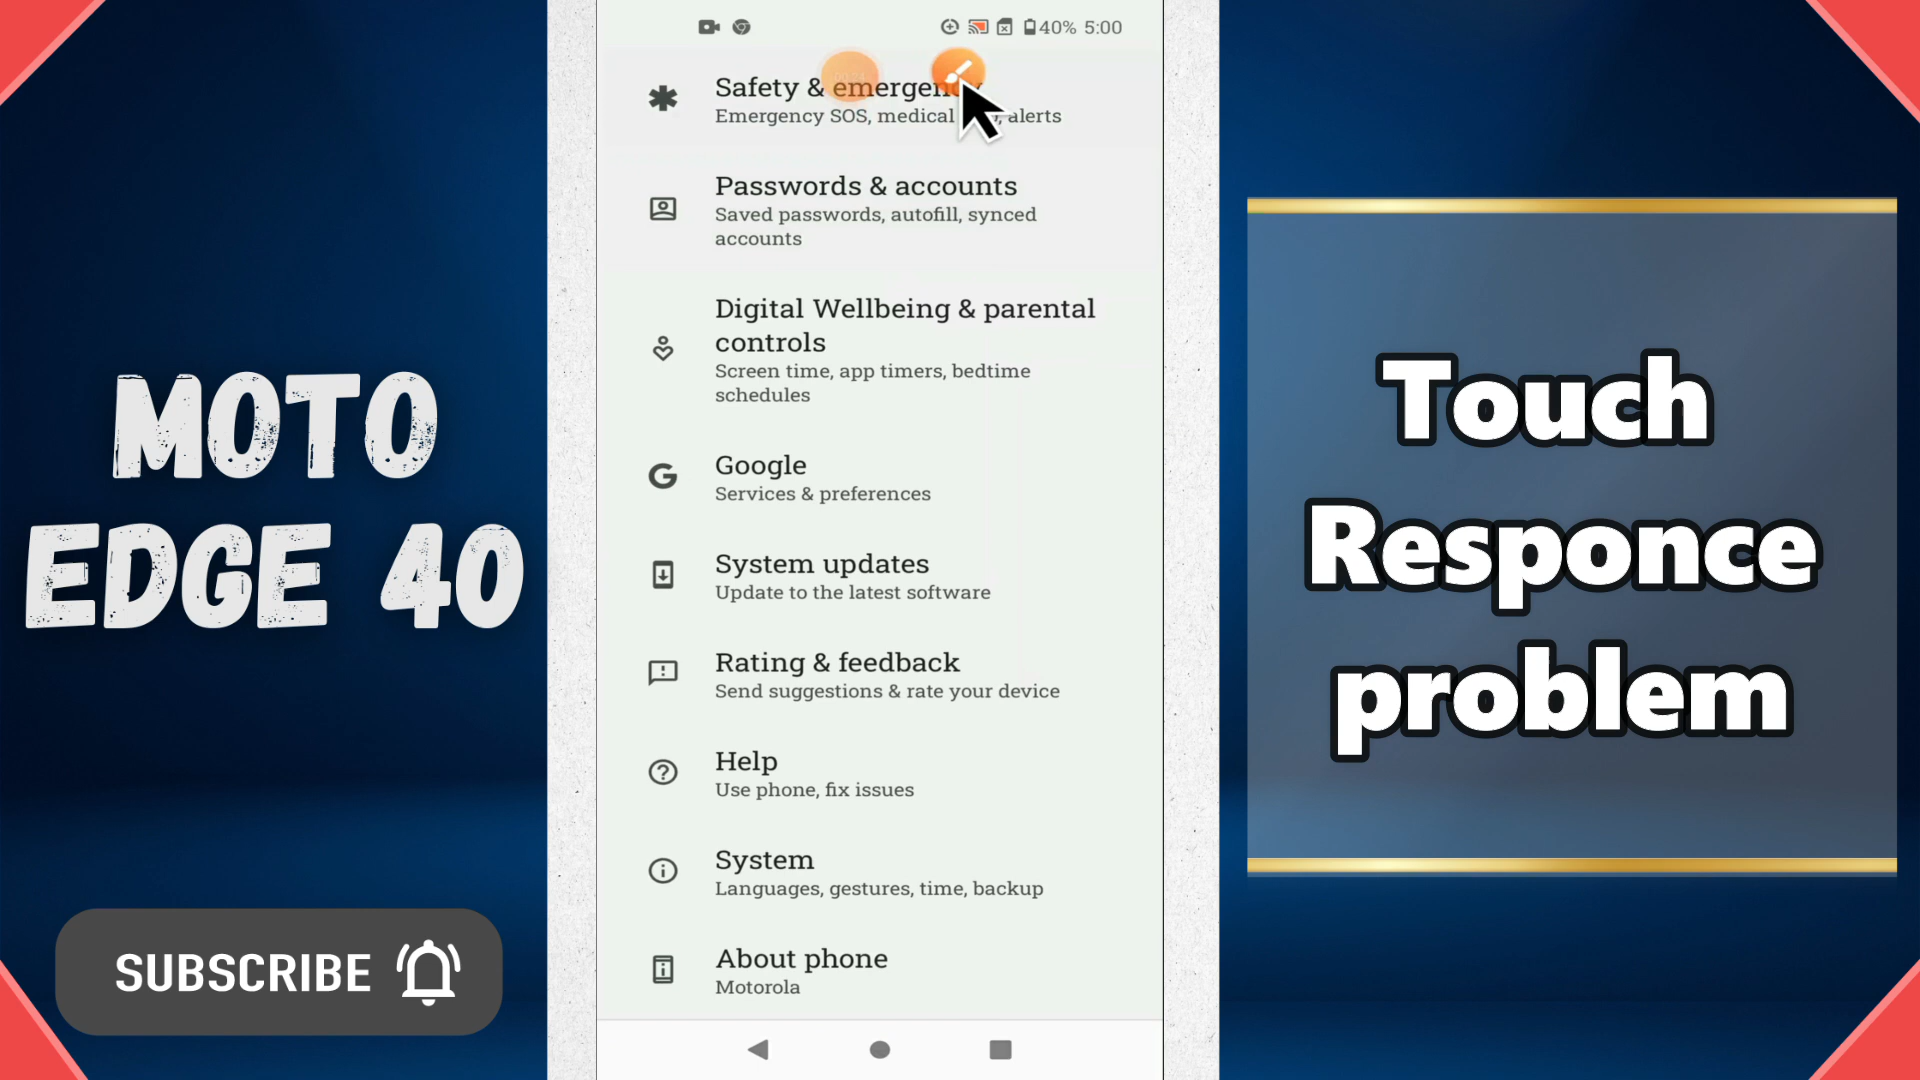 MOTO
EDGE 40
SUBSCRIBE
40% 5:00
Safety & emergency
Emergency SOS, medical alerts
Passwords & accounts
Saved passwords, autofill, synced
accounts
Digital Wellbeing & parental
controls
Screen time, app timers, bedtime
schedules
Google
Services & preferences
System updates
Update to the latest software
Rating & feedback
Send suggestions & rate your device
Help
Use phone, fix issues
System
Languages, gestures, time, backup
About phone
Motorola
Touch
Responce
problem